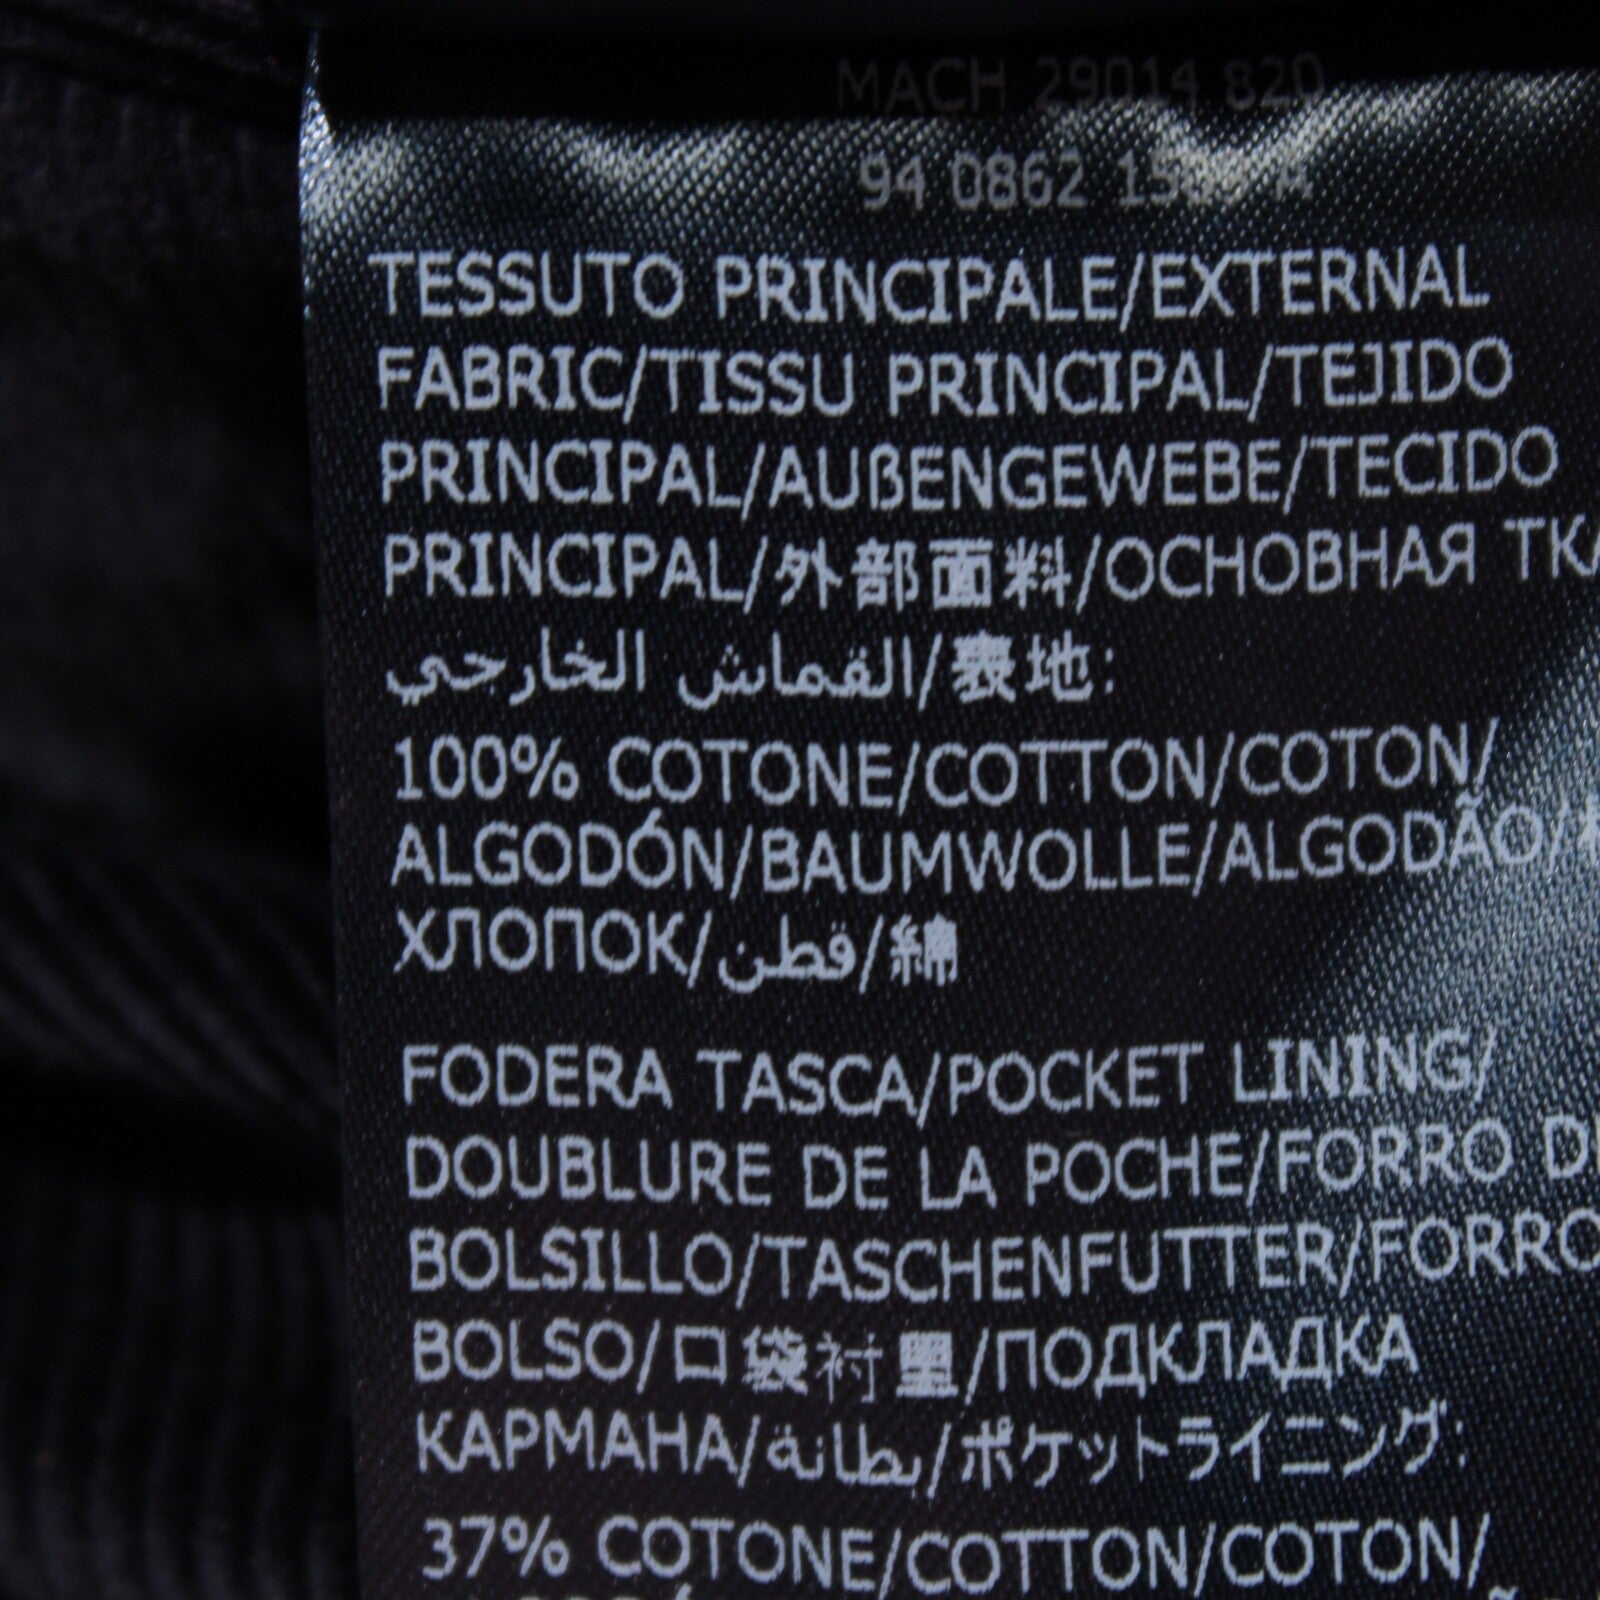 MACH 29014 820
94 0862
TESSUTO PRINCIPALE/EXTERNAL
FABRIC/TISSU PRINCIPAL/TEJIDO
PRINCIPAL/AUßENGEWEBE/TECIDO
PRINCIPAL/外部面料/ОСНОВНАЯ
القماش الخارجي/表地:
100% COTONE/COTTON/COTON/
ALGODÓN/BAUMWOLLE/ALGODÃO/
ХЛОПОК/قطن/綿
FODERA TASCA/POCKET LINING/
DOUBLURE DE LA POCHE/FORRO
BOLSILLO/TASCHENFUTTER/FORRO
BOLSO/口袋衬里/ПОДКЛАДКА
КАРМАНА/بطانة/ポケットライニング:
37% COTONE/COTTON/COTON/